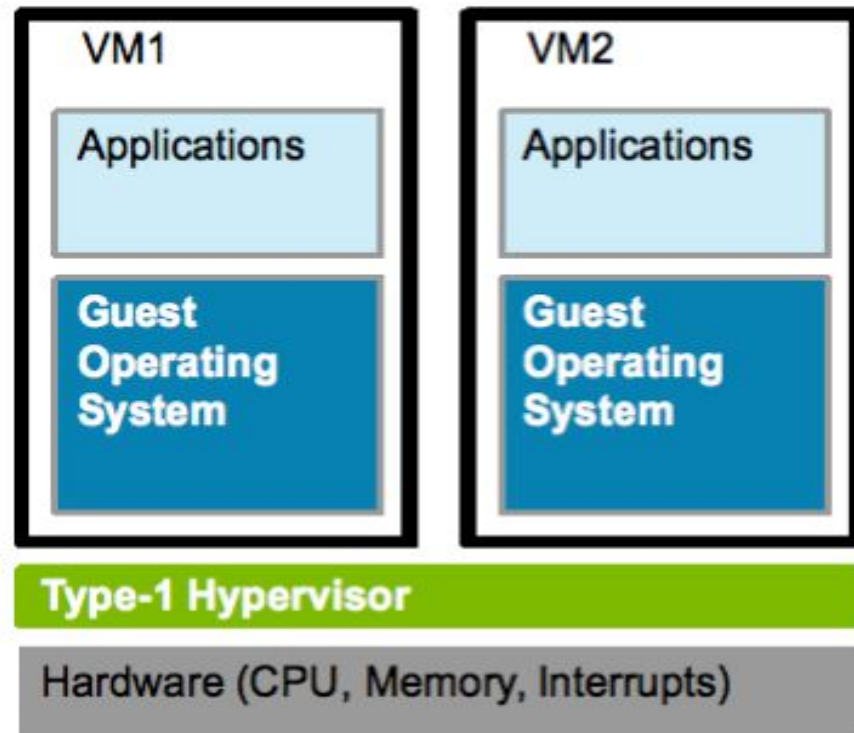 VM1
Applications
Guest
Operating
System
VM2
Applications
Guest
Operating
System
Type-1 Hypervisor
Hardware (CPU, Memory, Interrupts)